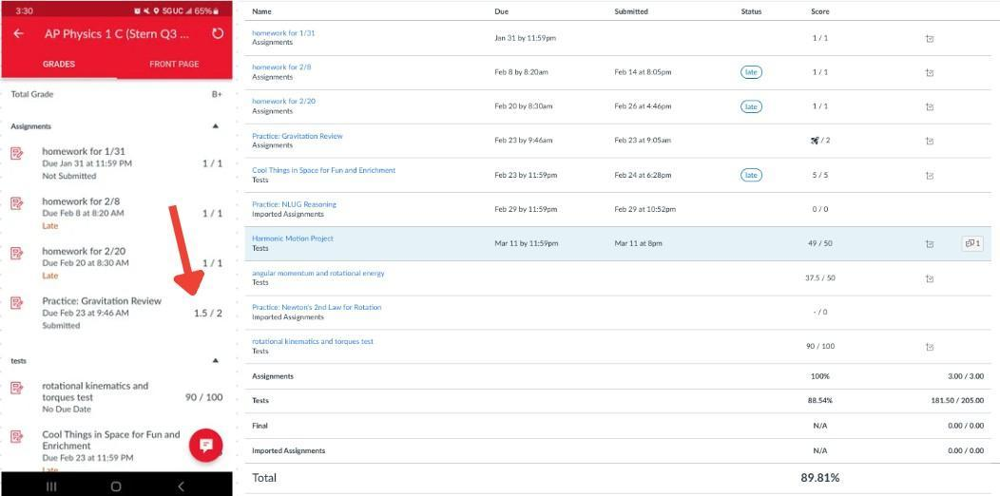 3:30 5GUC 65%
AP Physics 1 C (Stern Q3 ...
GRADES FRONT PAGE
Total Grade B+
Assignments
homework for 1/31
Due Jan 31 at 11:59 PM 1 / 1
Not Submitted
homework for 2/8
Due Feb 8 at 8:20 AM 1 / 1
Late
homework for 2/20
Due Feb 20 at 8:30 AM 1 / 1
Late
Practice: Gravitation Review
Due Feb 23 at 9:46 AM 1.5 / 2
Submitted
tests
rotational kinematics and
torques test 90 / 100
No Due Date
Cool Things in Space for Fun and
Enrichment
Due Feb 23 at 11:59 PM
Late
Name Due Submitted Status Score
homework for 1/31 Jan 31 by 11:59pm 1 / 1
Assignments
homework for 2/8 Feb 8 by 8:20am Feb 14 at 8:05pm late 1 / 1
Assignments
homework for 2/20 Feb 20 by 8:30am Feb 26 at 4:46pm late 1 / 1
Assignments
Practice: Gravitation Review Feb 23 by 9:46am Feb 23 at 9:05am / 2
Assignments
Cool Things in Space for Fun and Enrichment Feb 23 by 11:59pm Feb 24 at 6:28pm late 5 / 5
Tests
Practice: NLUG Reasoning Feb 29 by 11:59pm Feb 29 at 10:52pm 0 / 0
Imported Assignments
Harmonic Motion Project Mar 11 by 11:59pm Mar 11 at 8pm 49 / 50 1
Tests
angular momentum and rotational energy 37.5 / 50
Tests
Practice: Newton's 2nd Law for Rotation - / 0
Imported Assignments
rotational kinematics and torques test 90 / 100
Tests
Assignments 100% 3.00 / 3.00
Tests 88.54% 181.50 / 205.00
Final N/A 0.00 / 0.00
Imported Assignments N/A 0.00 / 0.00
Total 89.81%